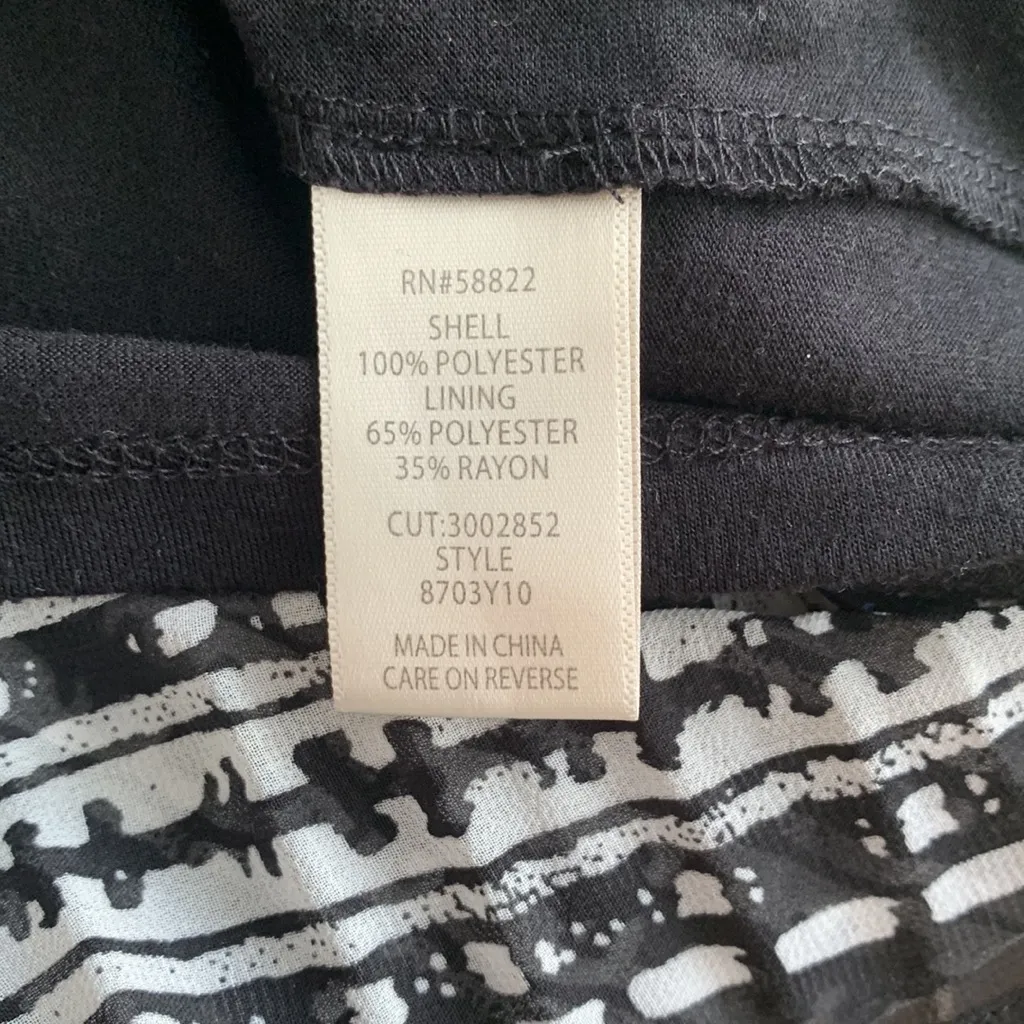 RN#58822
SHELL
100% POLYESTER
LINING
65% POLYESTER
35% RAYON
CUT:3002852
STYLE
8703Y10
MADE IN CHINA
CARE ON REVERSE